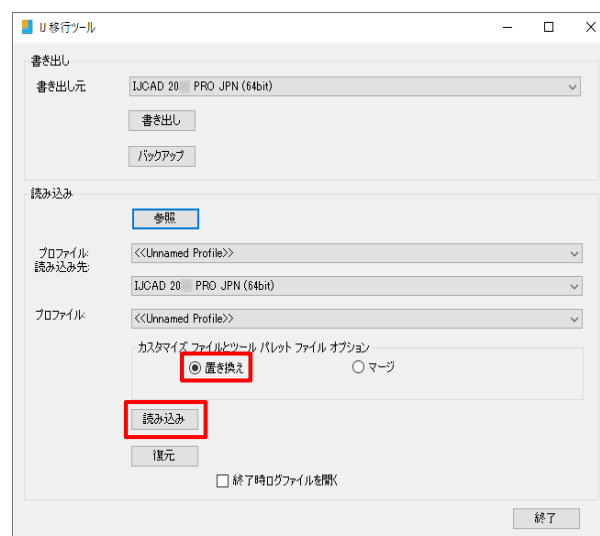 IJ 移行ツール
書き出し
書き出し元
IJCAD 20 PRO JPN (64bit)
書き出し
バックアップ
読み込み
参照
プロファイル:
<<Unnamed Profile>>
読み込み先:
IJCAD 20 PRO JPN (64bit)
プロファイル:
<<Unnamed Profile>>
カスタマイズ ファイルとツール パレット ファイル オプション
置き換え
マージ
読み込み
復元
終了時ログファイルを開く
終了